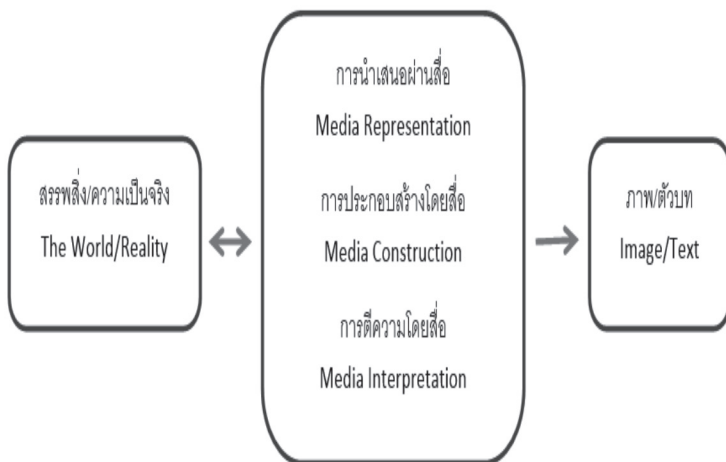 สรรพสิ่ง/ความเป็นจริง
The World/Reality
การนำเสนอผ่านสื่อ
Media Representation
การประกอบสร้างโดยสื่อ
Media Construction
การตีความโดยสื่อ
Media Interpretation
ภาพ/ตัวบท
Image/Text